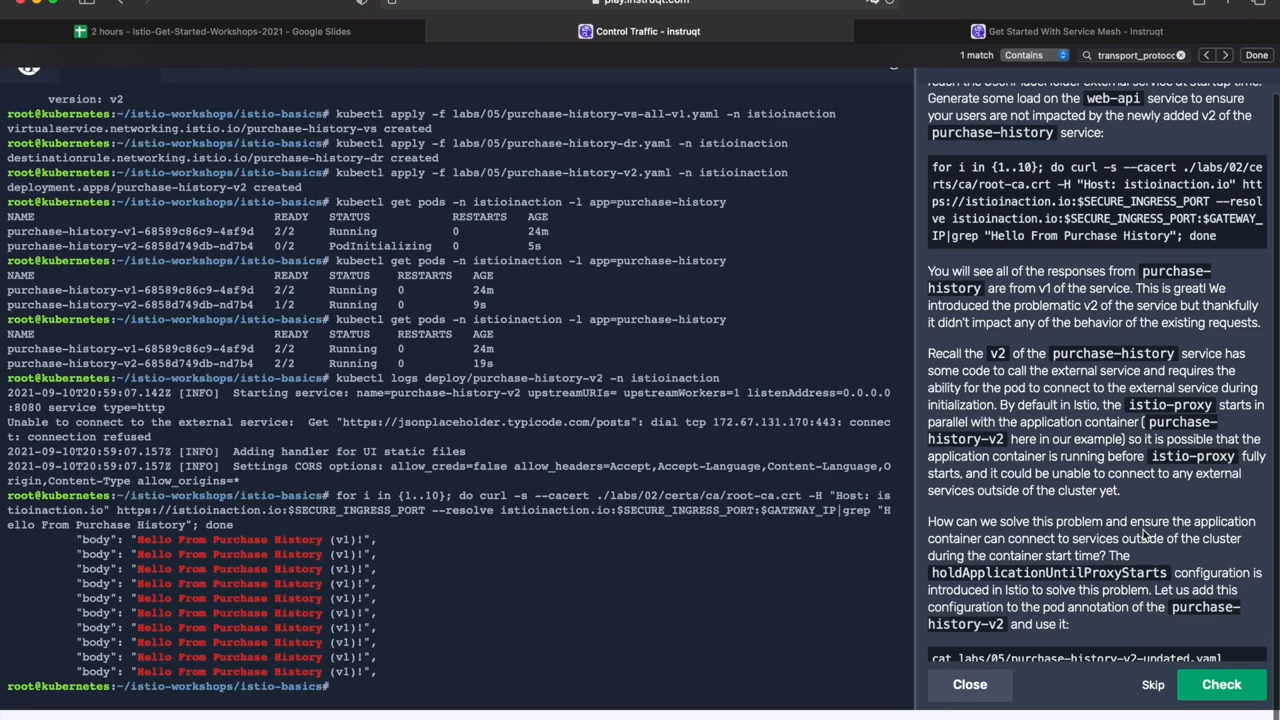 play.instruqt.com
2 hours - Istio-Get-Started-Workshops-2021 - Google Slides
Control Traffic - instruqt
Get Started With Service Mesh - Instruqt
1 match
Contains
transport_protocc
Done
version: v2
root@kubernetes:~/istio-workshops/istio-basics# kubectl apply -f labs/05/purchase-history-vs-all-v1.yaml -n istioinaction
virtualservice.networking.istio.io/purchase-history-vs created
root@kubernetes:~/istio-workshops/istio-basics# kubectl apply -f labs/05/purchase-history-dr.yaml -n istioinaction
destinationrule.networking.istio.io/purchase-history-dr created
root@kubernetes:~/istio-workshops/istio-basics# kubectl apply -f labs/05/purchase-history-v2.yaml -n istioinaction
deployment.apps/purchase-history-v2 created
root@kubernetes:~/istio-workshops/istio-basics# kubectl get pods -n istioinaction -l app=purchase-history
NAME READY STATUS RESTARTS AGE
purchase-history-v1-68589c86c9-4sf9d 2/2 Running 0 24m
purchase-history-v2-6858d749db-nd7b4 0/2 PodInitializing 0 5s
root@kubernetes:~/istio-workshops/istio-basics# kubectl get pods -n istioinaction -l app=purchase-history
NAME READY STATUS RESTARTS AGE
purchase-history-v1-68589c86c9-4sf9d 2/2 Running 0 24m
purchase-history-v2-6858d749db-nd7b4 1/2 Running 0 9s
root@kubernetes:~/istio-workshops/istio-basics# kubectl get pods -n istioinaction -l app=purchase-history
NAME READY STATUS RESTARTS AGE
purchase-history-v1-68589c86c9-4sf9d 2/2 Running 0 24m
purchase-history-v2-6858d749db-nd7b4 2/2 Running 0 19s
root@kubernetes:~/istio-workshops/istio-basics# kubectl logs deploy/purchase-history-v2 -n istioinaction
2021-09-10T20:59:07.142Z [INFO] Starting service: name=purchase-history-v2 upstreamURIs= upstreamWorkers=1 listenAddress=0.0.0.0
:8080 service type=http
Unable to connect to the external service: Get "https://jsonplaceholder.typicode.com/posts": dial tcp 172.67.131.170:443: connec
t: connection refused
2021-09-10T20:59:07.157Z [INFO] Adding handler for UI static files
2021-09-10T20:59:07.157Z [INFO] Settings CORS options: allow_creds=false allow_headers=Accept,Accept-Language,Content-Language,O
rigin,Content-Type allow_origins=*
root@kubernetes:~/istio-workshops/istio-basics# for i in {1..10}; do curl -s --cacert ./labs/02/certs/ca/root-ca.crt -H "Host: is
tioinaction.io" https://istioinaction.io:$SECURE_INGRESS_PORT --resolve istioinaction.io:$SECURE_INGRESS_PORT:$GATEWAY_IP|grep "H
ello From Purchase History"; done
"body": "Hello From Purchase History (v1)!",
"body": "Hello From Purchase History (v1)!",
"body": "Hello From Purchase History (v1)!",
"body": "Hello From Purchase History (v1)!",
"body": "Hello From Purchase History (v1)!",
"body": "Hello From Purchase History (v1)!",
"body": "Hello From Purchase History (v1)!",
"body": "Hello From Purchase History (v1)!",
"body": "Hello From Purchase History (v1)!",
"body": "Hello From Purchase History (v1)!",
root@kubernetes:~/istio-workshops/istio-basics#
Generate some load on the web-api service to ensure
your users are not impacted by the newly added v2 of the
purchase-history service:
for i in {1..10}; do curl -s --cacert ./labs/02/ce
rts/ca/root-ca.crt -H "Host: istioinaction.io" htt
ps://istioinaction.io:$SECURE_INGRESS_PORT --resol
ve istioinaction.io:$SECURE_INGRESS_PORT:$GATEWAY_
IP|grep "Hello From Purchase History"; done
You will see all of the responses from purchase-
history are from v1 of the service. This is great! We
introduced the problematic v2 of the service but thankfully
it didn't impact any of the behavior of the existing requests.
Recall the v2 of the purchase-history service has
some code to call the external service and requires the
ability for the pod to connect to the external service during
initialization. By default in Istio, the istio-proxy starts in
parallel with the application container (purchase-
history-v2 here in our example) so it is possible that the
application container is running before istio-proxy fully
starts, and it could be unable to connect to any external
services outside of the cluster yet.
How can we solve this problem and ensure the application
container can connect to services outside of the cluster
during the container start time? The
holdApplicationUntilProxyStarts configuration is
introduced in Istio to solve this problem. Let us add this
configuration to the pod annotation of the purchase-
history-v2 and use it:
cat labs/05/purchase-history-v2-updated.yaml
Close
Skip
Check